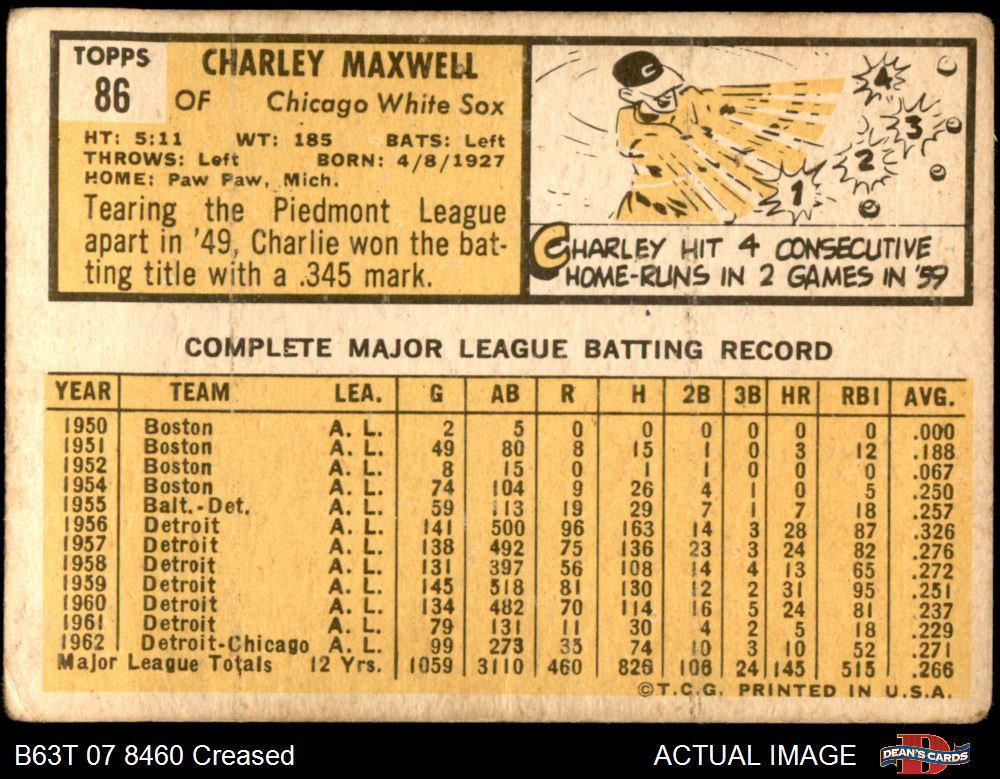 TOPPS
86
CHARLEY MAXWELL
OF Chicago White Sox
HT: 5:11 WT: 185 BATS: Left
THROWS: Left BORN: 4/8/1927
HOME: Paw Paw, Mich.
Tearing the Piedmont League
apart in '49, Charlie won the bat-
ting title with a .345 mark.
C
1
2
3
4
CHARLEY HIT 4 CONSECUTIVE
HOME-RUNS IN 2 GAMES IN '59
COMPLETE MAJOR LEAGUE BATTING RECORD
YEAR TEAM LEA. G AB R H 2B 3B HR RBI AVG.
1950 Boston A. L. 2 5 0 0 0 0 0 0 .000
1951 Boston A. L. 49 80 8 15 1 0 3 12 .188
1952 Boston A. L. 8 15 0 1 1 0 0 0 .067
1954 Boston A. L. 74 104 9 26 4 1 0 5 .250
1955 Balt.-Det. A. L. 59 113 19 29 7 1 7 18 .257
1956 Detroit A. L. 141 500 96 163 14 3 28 87 .326
1957 Detroit A. L. 138 492 75 136 23 3 24 82 .276
1958 Detroit A. L. 131 397 56 108 14 4 13 65 .272
1959 Detroit A. L. 145 518 81 130 12 2 31 95 .251
1960 Detroit A. L. 134 482 70 114 16 5 24 81 .237
1961 Detroit A. L. 79 131 11 30 4 2 5 18 .229
1962 Detroit-Chicago A. L. 99 273 35 74 10 3 10 52 .271
Major League Totals 12 Yrs. 1059 3110 460 826 106 24 145 515 .266
©T.C.G. PRINTED IN U.S.A.
B63T 07 8460 Creased ACTUAL IMAGE DEAN'S CARDS